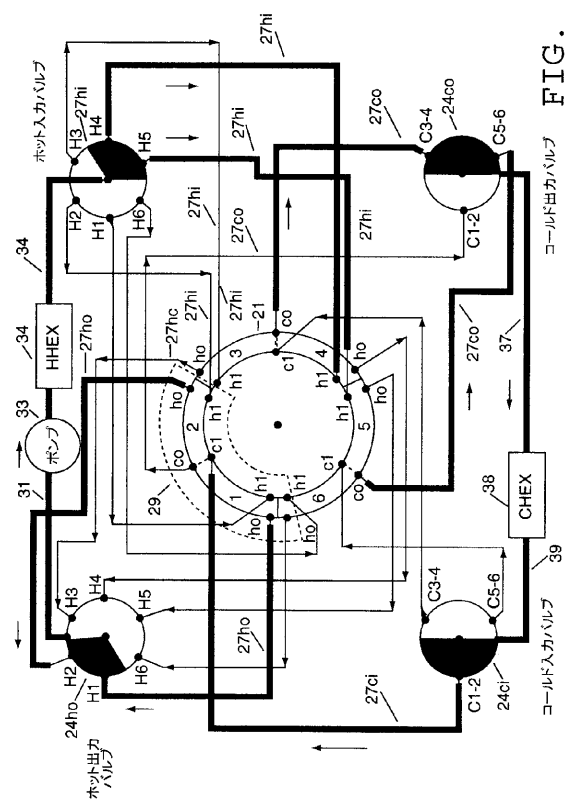 ホット出力
バルブ
24ho
H1
H2
H3
H4
H5
H6
31
ポンプ
33
HHEX
34
34
ホット入力バルブ
27hi
H3
H4
H5
H2
H1
H6
27ho
27hc
27hi
27hi
27hi
27co
27hi
27hi
27hi
29
27ho
21
1
2
3
4
5
6
ho
ho
ho
ho
ho
ho
h1
h1
h1
h1
h1
h1
co
co
co
c1
c1
c1
27ci
27co
27co
C1-2
C3-4
C5-6
24ci
コールド入力バルブ
39
CHEX
38
37
C1-2
C3-4
C5-6
24co
コールド出力バルブ
FIG.